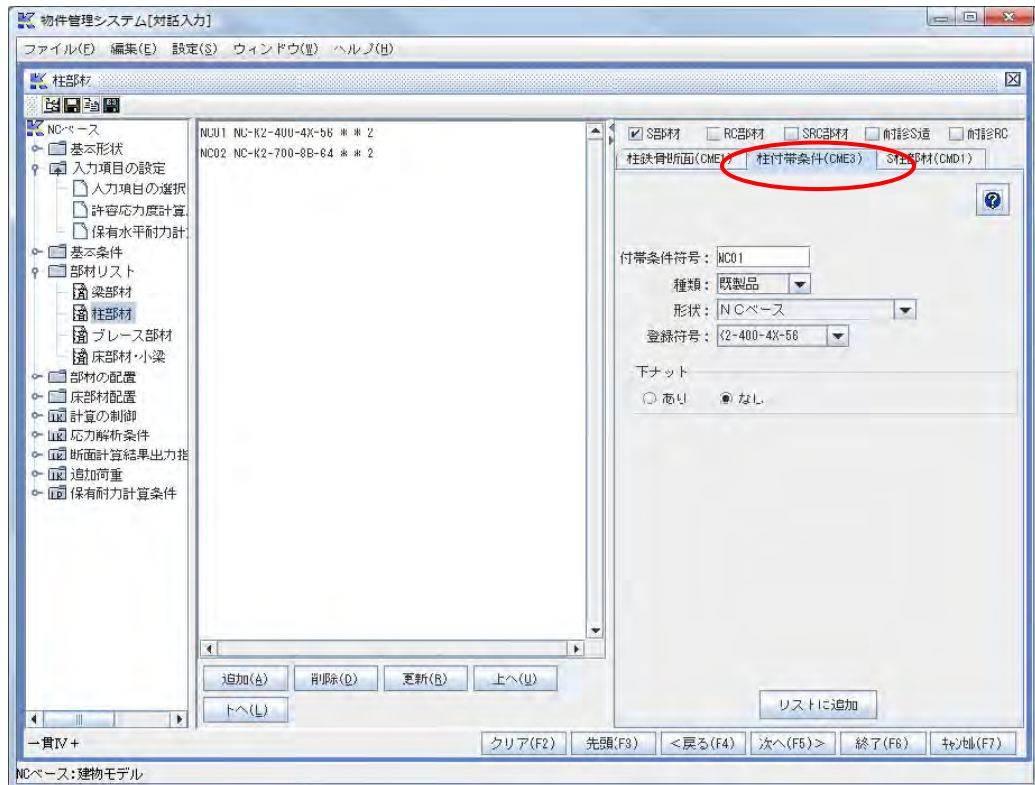 物件管理システム[対話入力]
ファイル(F) 編集(E) 設定(S) ウィンドウ(W) ヘルプ(H)
柱部材
NCベース
基本形状
入力項目の設定
入力項目の選択
許容応力度計算.
保有水平耐力計
基本条件
部材リスト
梁部材
柱部材
ブレース部材
床部材・小梁
部材の配置
床部材配置
計算の制御
応力解析条件
断面計算結果出力指
追加荷重
保有耐力計算条件
NC01 NC-K2-400-4X-56 * * 2
NC02 NC-K2-700-8B-64 * * 2
追加(A) 削除(D) 更新(R) 上へ(U)
下へ(L)
S部材 RC部材 SRC部材 耐診S造 耐診RC
柱鉄骨断面(CME1) 柱付帯条件(CME3) S柱部材(CMD1)
付帯条件符号: NC01
種類: 既製品
形状: NCベース
登録符号: K2-400-4X-56
下ナット
あり なし
リストに追加
一貫Ⅳ+
クリア(F2) 先頭(F3) <戻る(F4) 次へ(F5)> 終了(F6) キャンセル(F7)
NCベース:建物モデル